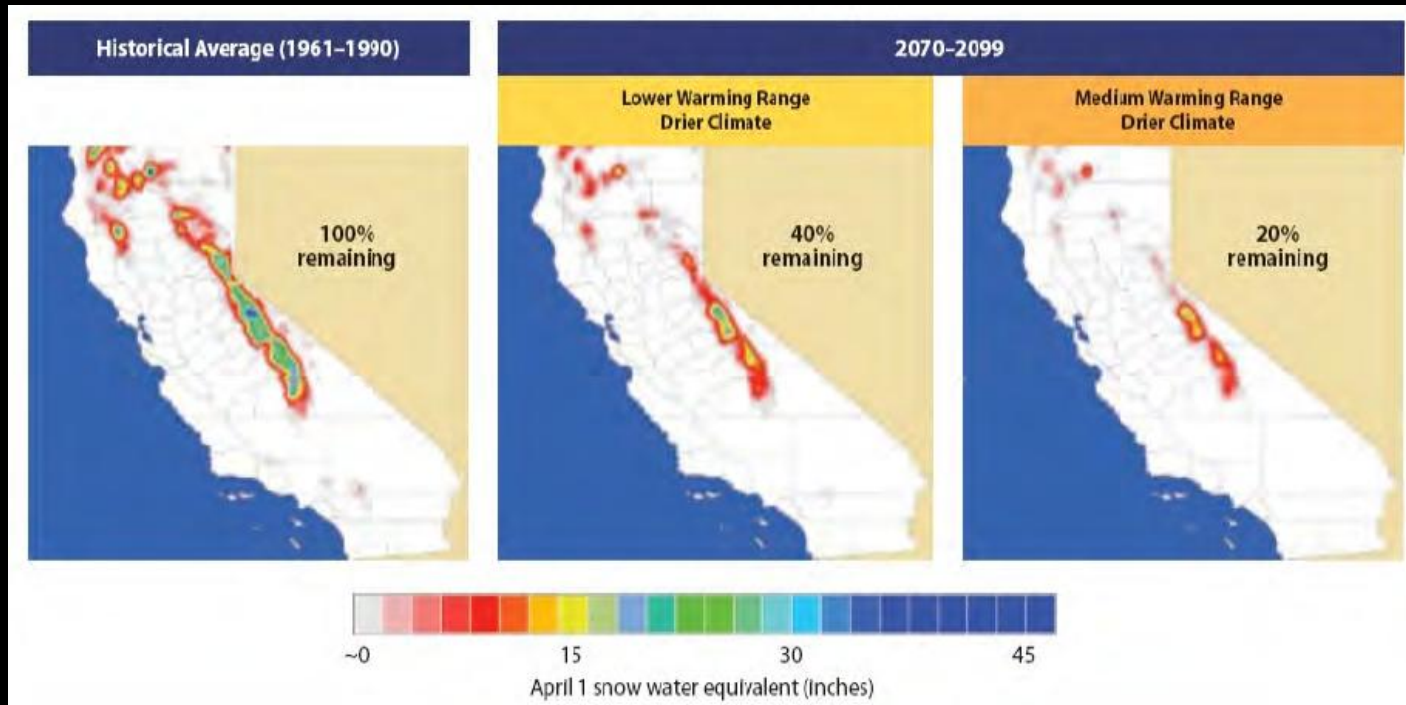 Historical Average (1961–1990)
2070–2099
Lower Warming Range
Drier Climate
Medium Warming Range
Drier Climate
100%
remaining
40%
remaining
20%
remaining
~0 15 30 45
April 1 snow water equivalent (inches)